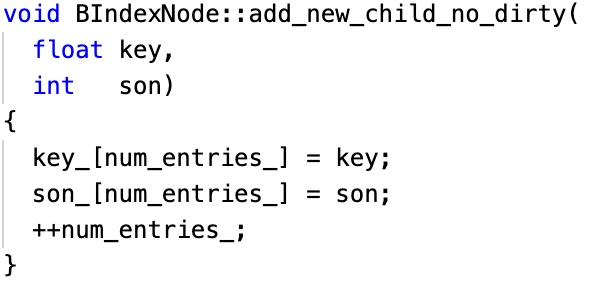 void BIndexNode::add_new_child_no_dirty(
  float key,
  int   son)
{
  key_[num_entries_] = key;
  son_[num_entries_] = son;
  ++num_entries_;
}